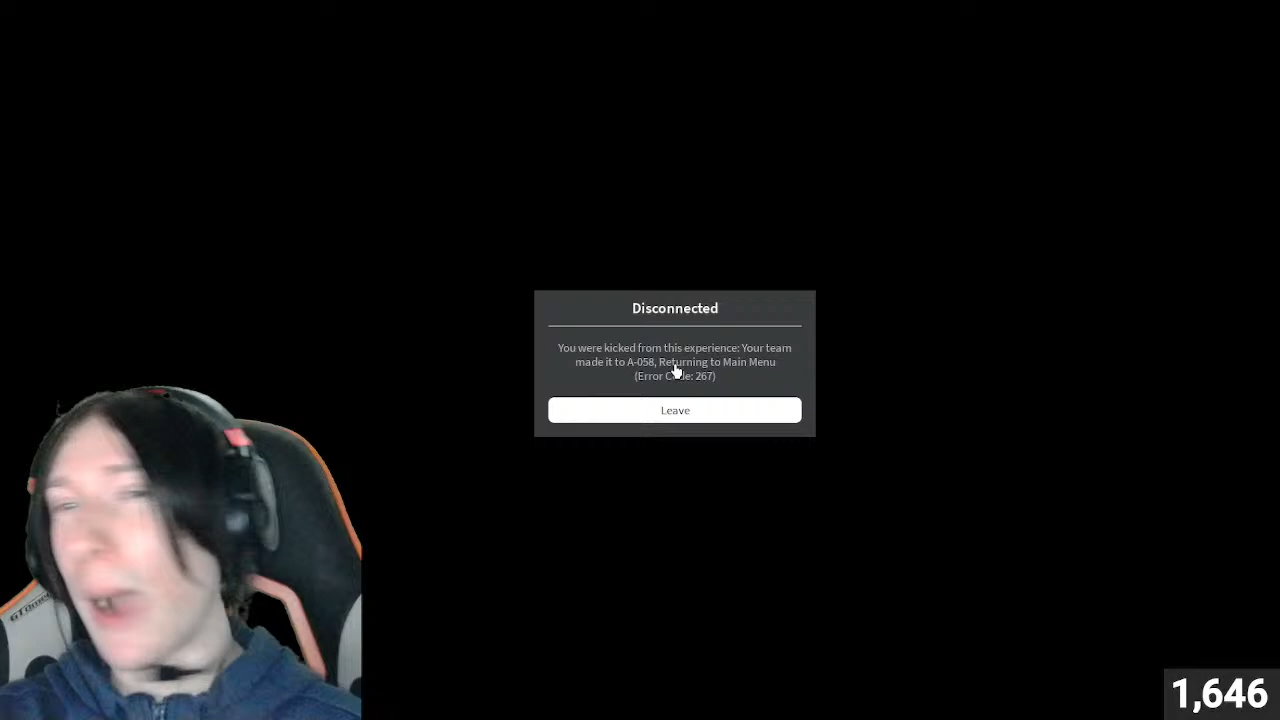 Disconnected
You were kicked from this experience: Your team
made it to A-058, Returning to Main Menu
(Error Code: 267)
Leave
1,646